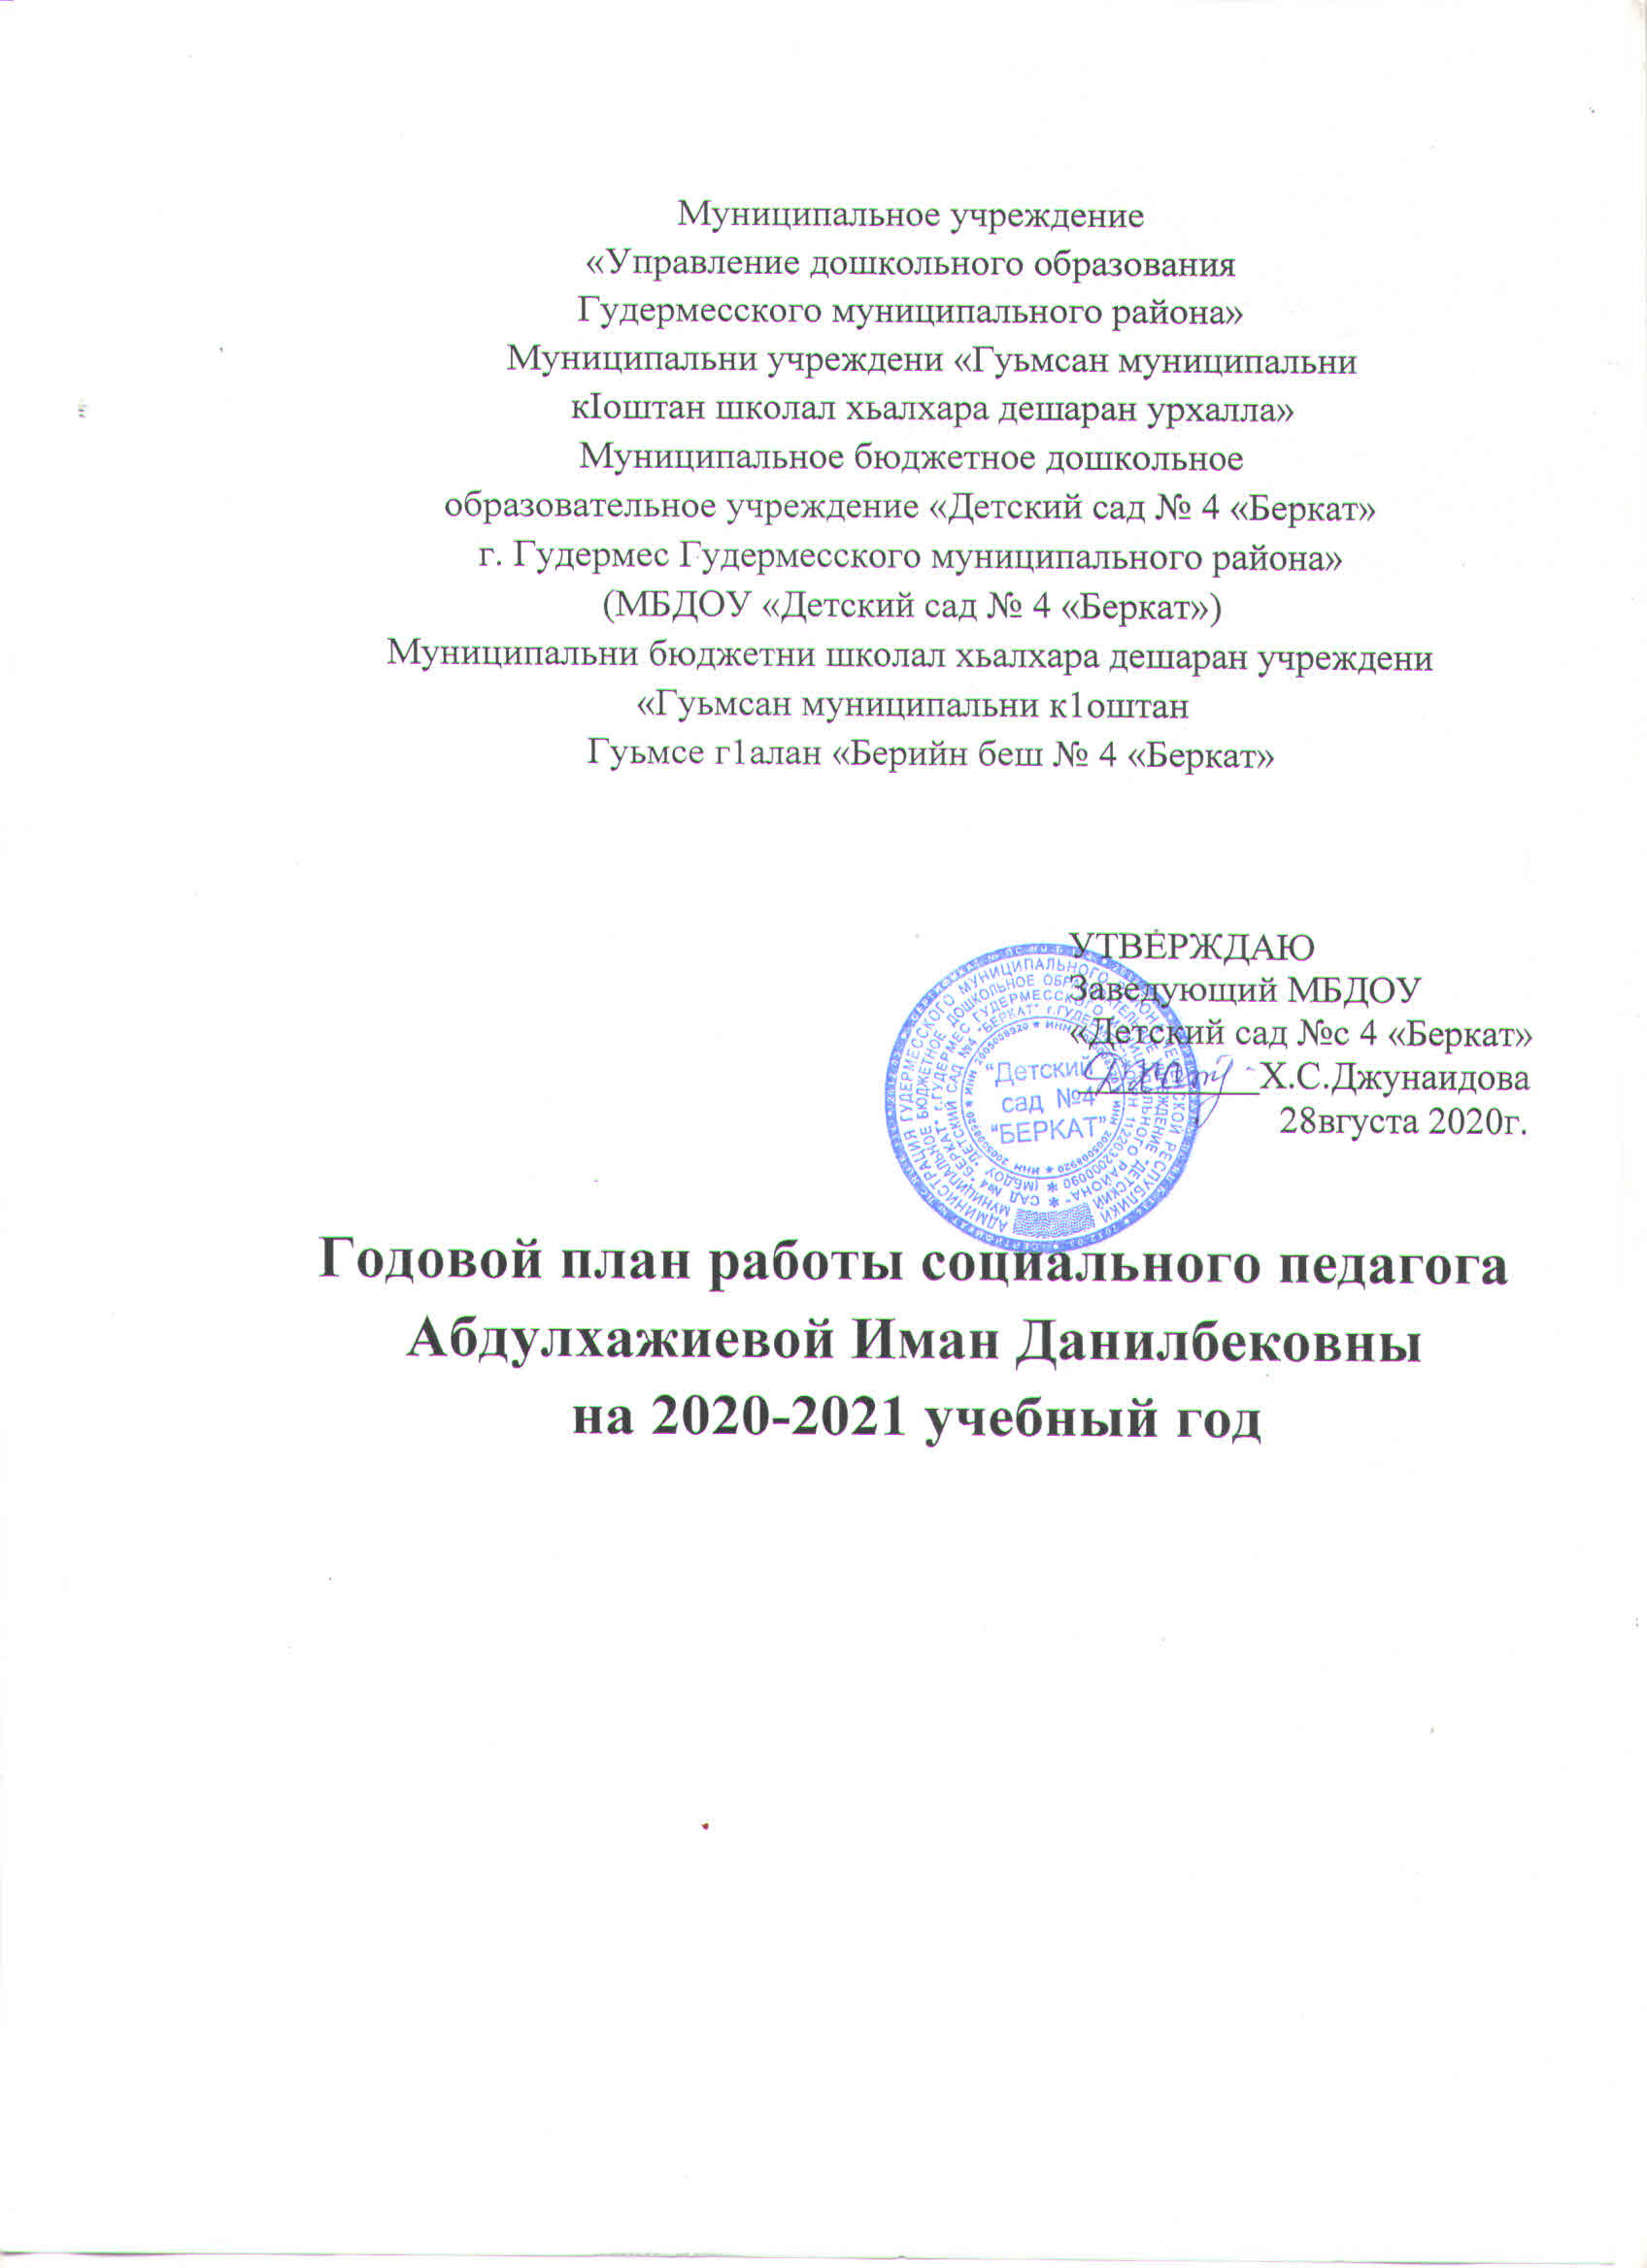 Муниципальное учреждение
«Управление дошкольного образования
Гудермесского муниципального района»
Муниципальни учреждени «Гуьмсан муниципальни
кIоштан школал хьалхара дешаран урхалла»
Муниципальное бюджетное дошкольное
образовательное учреждение «Детский сад № 4 «Беркат»
г. Гудермес Гудермесского муниципального района»
(МБДОУ «Детский сад № 4 «Беркат»)
Муниципальни бюджетни школал хьалхара дешаран учреждени
«Гуьмсан муниципальни к1оштан
Гуьмсе г1алан «Берийн беш № 4 «Беркат»
УТВЕРЖДАЮ
Заведующий МБДОУ
«Детский сад №с 4 «Беркат»
Х.С.Джунаидова
28вгуста 2020г.
"Детский
сад №4
"БЕРКАТ"
Годовой план работы социального педагога
Абдулхажиевой Иман Данилбековны
на 2020-2021 учебный год